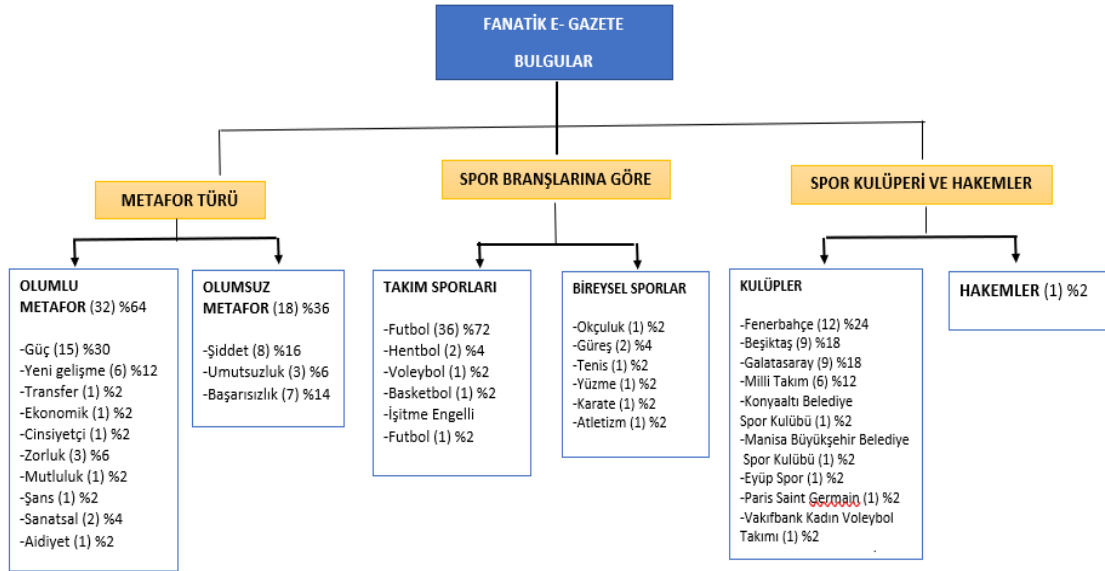 FANATİK E- GAZETE
BULGULAR
METAFOR TÜRÜ
SPOR BRANŞLARINA GÖRE
SPOR KULÜPERİ VE HAKEMLER
OLUMLU
METAFOR (32) %64
-Güç (15) %30
-Yeni gelişme (6) %12
-Transfer (1) %2
-Ekonomik (1) %2
-Cinsiyetçi (1) %2
-Zorluk (3) %6
-Mutluluk (1) %2
-Şans (1) %2
-Sanatsal (2) %4
-Aidiyet (1) %2
OLUMSUZ
METAFOR (18) %36
-Şiddet (8) %16
-Umutsuzluk (3) %6
-Başarısızlık (7) %14
TAKIM SPORLARI
-Futbol (36) %72
-Hentbol (2) %4
-Voleybol (1) %2
-Basketbol (1) %2
-İşitme Engelli
-Futbol (1) %2
BİREYSEL SPORLAR
-Okçuluk (1) %2
-Güreş (2) %4
-Tenis (1) %2
-Yüzme (1) %2
-Karate (1) %2
-Atletizm (1) %2
KULÜPLER
-Fenerbahçe (12) %24
-Beşiktaş (9) %18
-Galatasaray (9) %18
-Milli Takım (6) %12
-Konyaaltı Belediye
Spor Kulübü (1) %2
-Manisa Büyükşehir Belediye
Spor Kulübü (1) %2
-Eyüp Spor (1) %2
-Paris Saint Germain (1) %2
-Vakıfbank Kadın Voleybol
Takımı (1) %2
HAKEMLER (1) %2